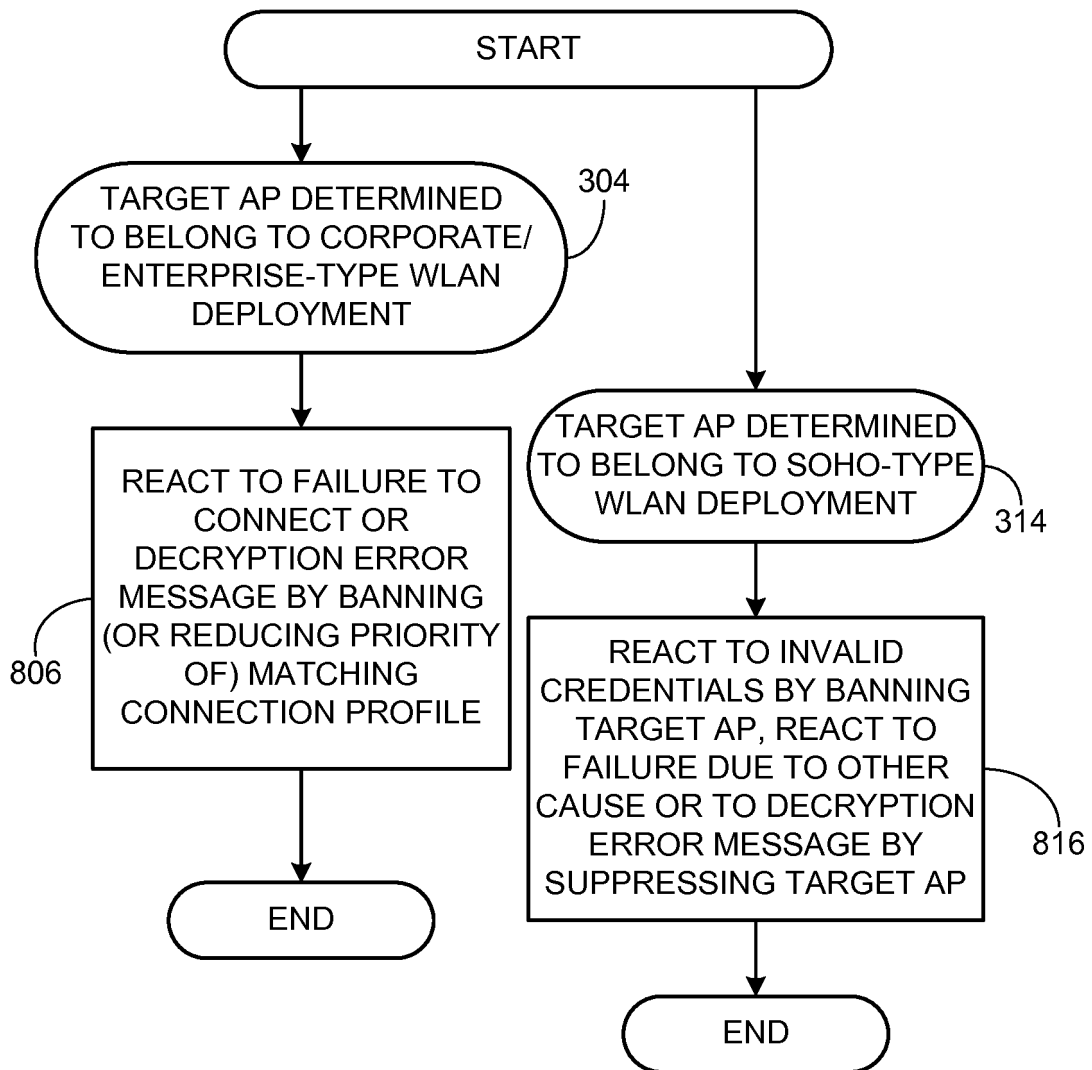 START
TARGET AP DETERMINED
TO BELONG TO CORPORATE/
ENTERPRISE-TYPE WLAN
DEPLOYMENT
304
REACT TO FAILURE TO
CONNECT OR
DECRYPTION ERROR
MESSAGE BY BANNING
(OR REDUCING PRIORITY
OF) MATCHING
CONNECTION PROFILE
806
END
TARGET AP DETERMINED
TO BELONG TO SOHO-TYPE
WLAN DEPLOYMENT
314
REACT TO INVALID
CREDENTIALS BY BANNING
TARGET AP, REACT TO
FAILURE DUE TO OTHER
CAUSE OR TO DECRYPTION
ERROR MESSAGE BY
SUPPRESSING TARGET AP
816
END